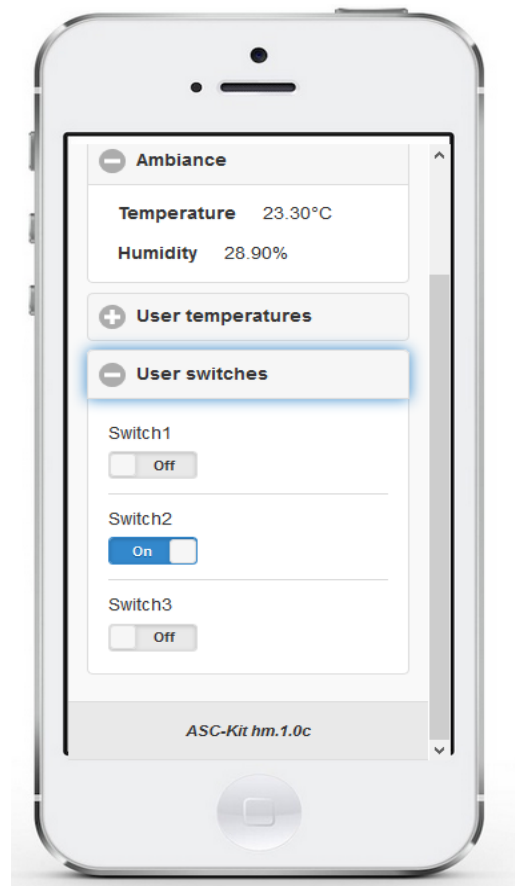 Ambiance
Temperature 23.30°C
Humidity 28.90%
User temperatures
User switches
Switch1
Off
Switch2
On
Switch3
Off
ASC-Kit hm.1.0c